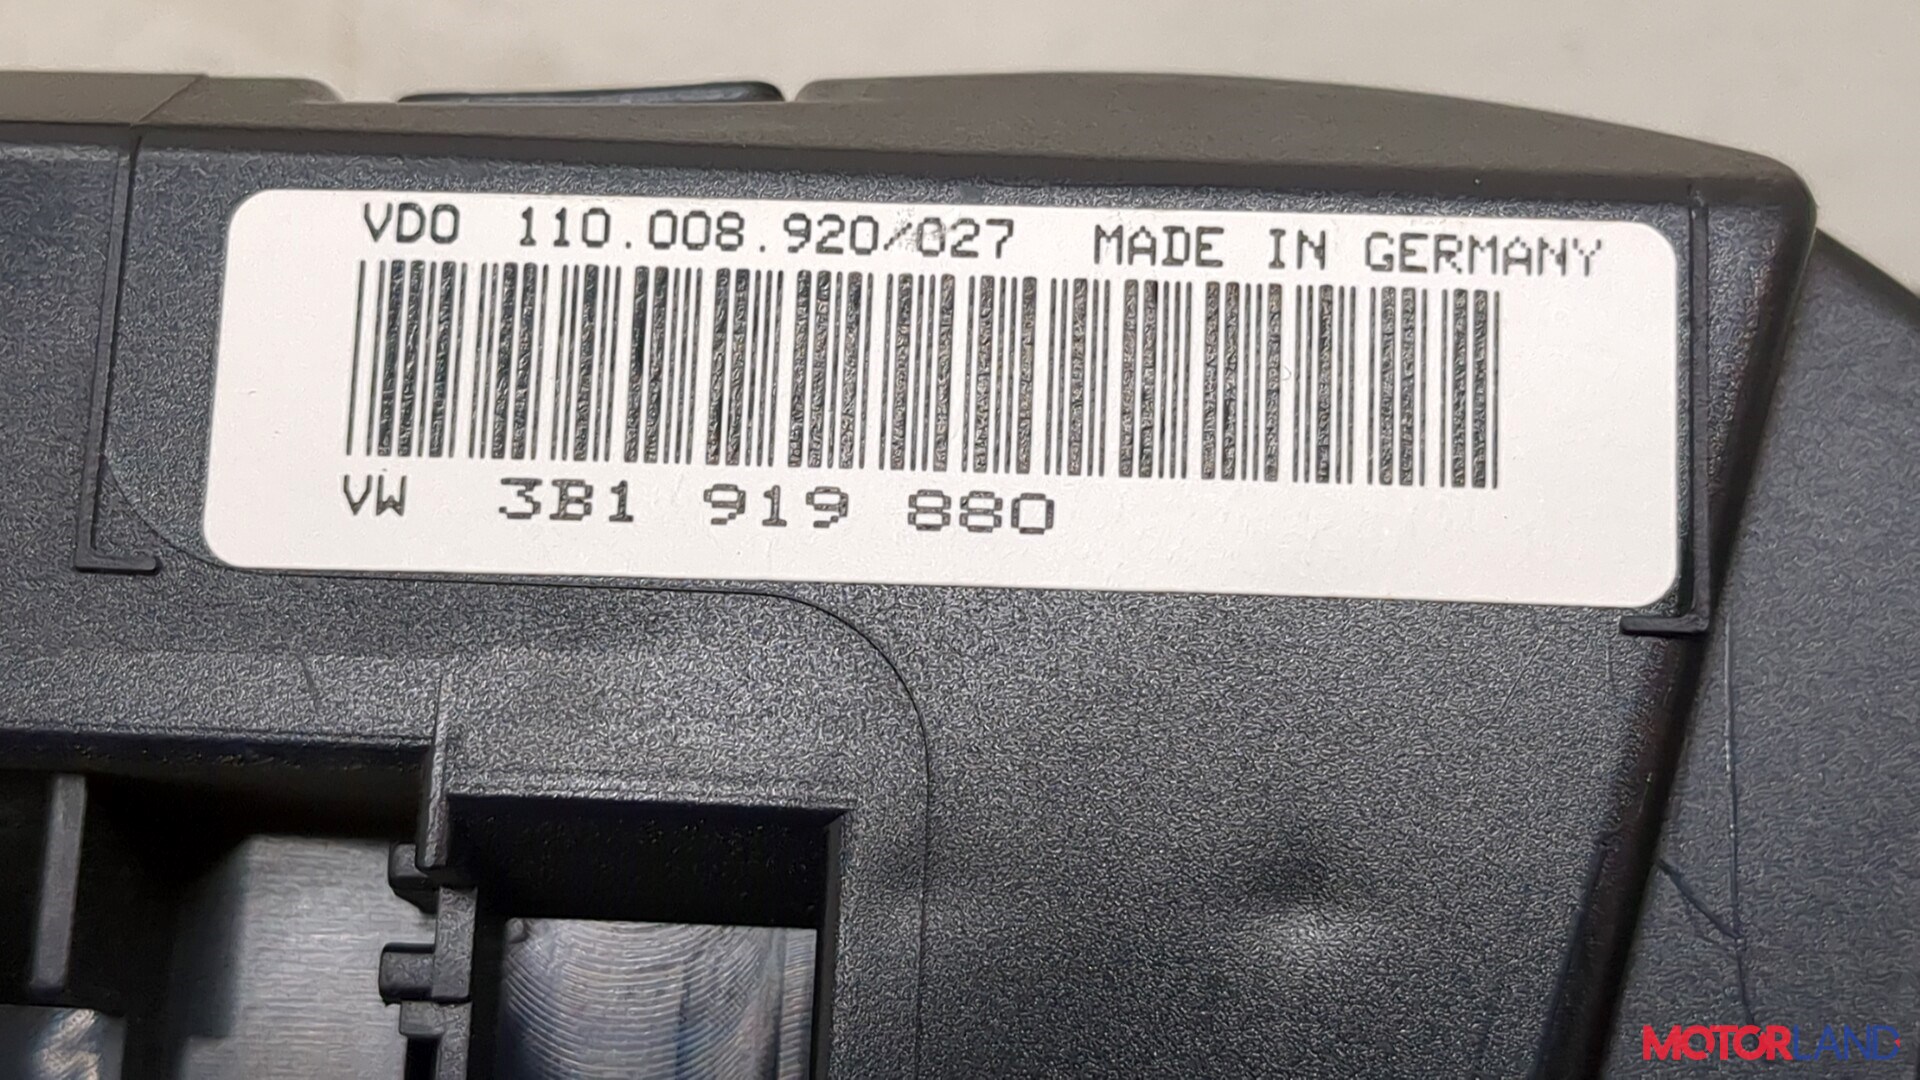 VDO 110.008.920/027 MADE IN GERMANY
VW 3B1 919 880
MOTORLAND